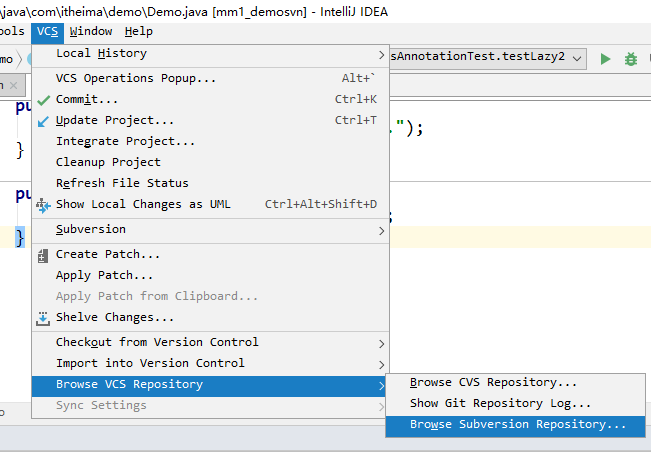 \java\com\itheima\demo\Demo.java [mm1_demosvn] - IntelliJ IDEA
ools VCS Window Help
mo sAnnotationTest.testLazy2
Local History
VCS Operations Popup... Alt+`
Commit... Ctrl+K
Update Project... Ctrl+T
Integrate Project...
Cleanup Project
Refresh File Status
Show Local Changes as UML Ctrl+Alt+Shift+D
Subversion
Create Patch...
Apply Patch...
Apply Patch from Clipboard...
Shelve Changes...
Checkout from Version Control
Import into Version Control
Browse VCS Repository
Sync Settings
Browse CVS Repository...
Show Git Repository Log...
Browse Subversion Repository...
pu
.");
}
pu
;
}